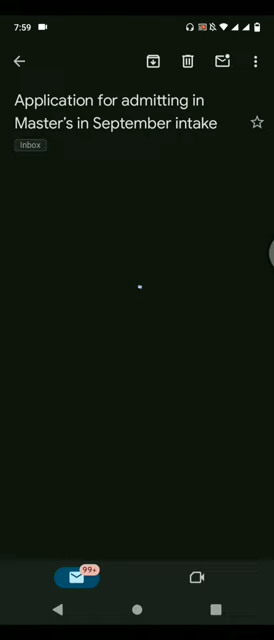 7:59
Application for admitting in
Master's in September intake
Inbox
99+